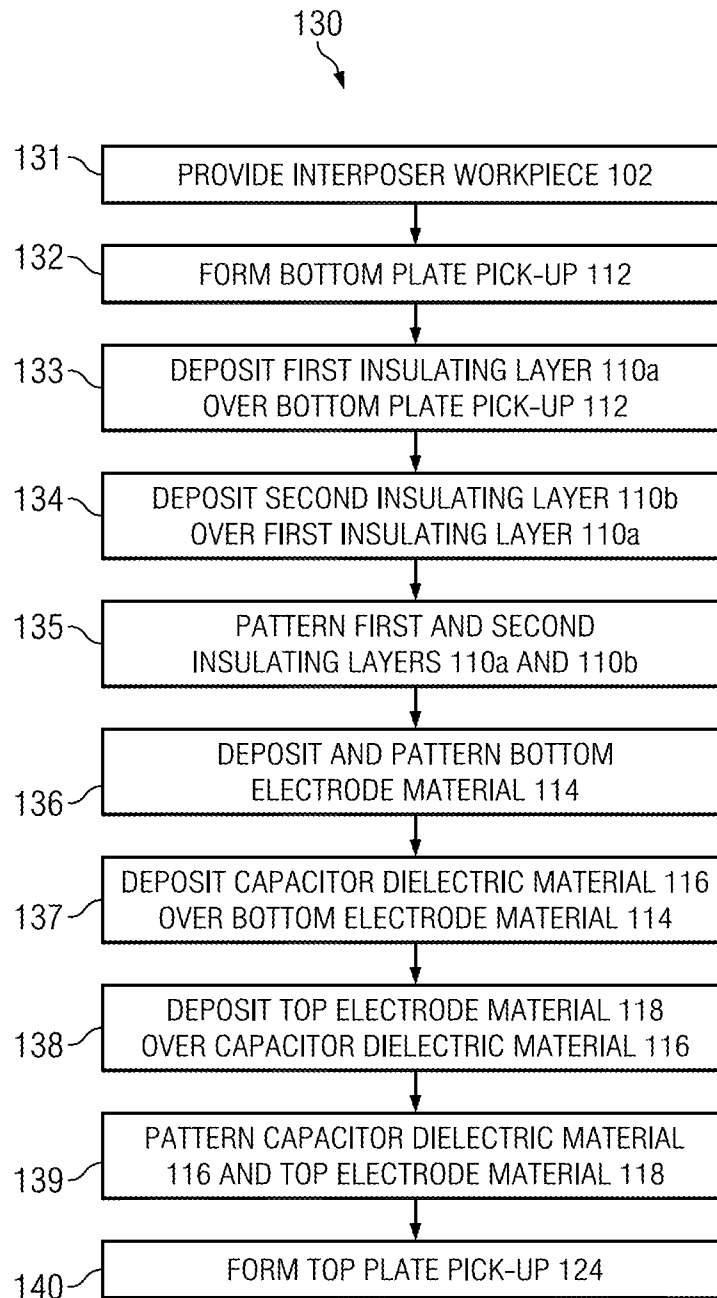 130
131
PROVIDE INTERPOSER WORKPIECE 102
132
FORM BOTTOM PLATE PICK-UP 112
133
DEPOSIT FIRST INSULATING LAYER 110a
OVER BOTTOM PLATE PICK-UP 112
134
DEPOSIT SECOND INSULATING LAYER 110b
OVER FIRST INSULATING LAYER 110a
135
PATTERN FIRST AND SECOND
INSULATING LAYERS 110a AND 110b
136
DEPOSIT AND PATTERN BOTTOM
ELECTRODE MATERIAL 114
137
DEPOSIT CAPACITOR DIELECTRIC MATERIAL 116
OVER BOTTOM ELECTRODE MATERIAL 114
138
DEPOSIT TOP ELECTRODE MATERIAL 118
OVER CAPACITOR DIELECTRIC MATERIAL 116
139
PATTERN CAPACITOR DIELECTRIC MATERIAL
116 AND TOP ELECTRODE MATERIAL 118
140
FORM TOP PLATE PICK-UP 124